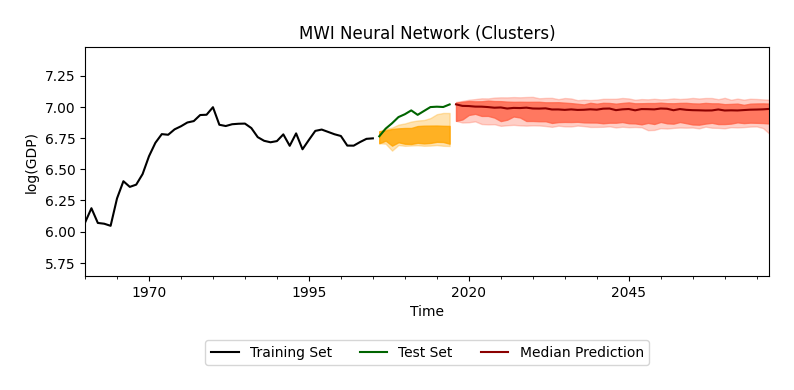 MWI Neural Network (Clusters)
7.25
7.00
6.75
6.50
6.25
6.00
5.75
log(GDP)
1970 1995 2020 2045
Time
Training Set Test Set Median Prediction